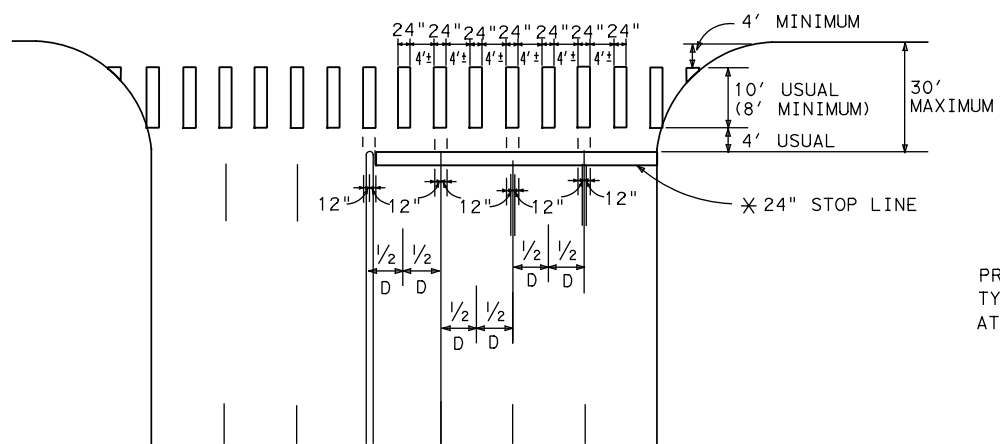 24" 24" 24" 24" 24" 24" 24"
4'± 4'± 4'± 4'± 4'± 4'±
4' MINIMUM
10' USUAL
(8' MINIMUM)
30'
MAXIMUM
4' USUAL
12" 12" 12" 12" 12"
24" STOP LINE
1/2 1/2
D D
1/2 1/2
D D
1/2 1/2
D D
PR
TY
AT